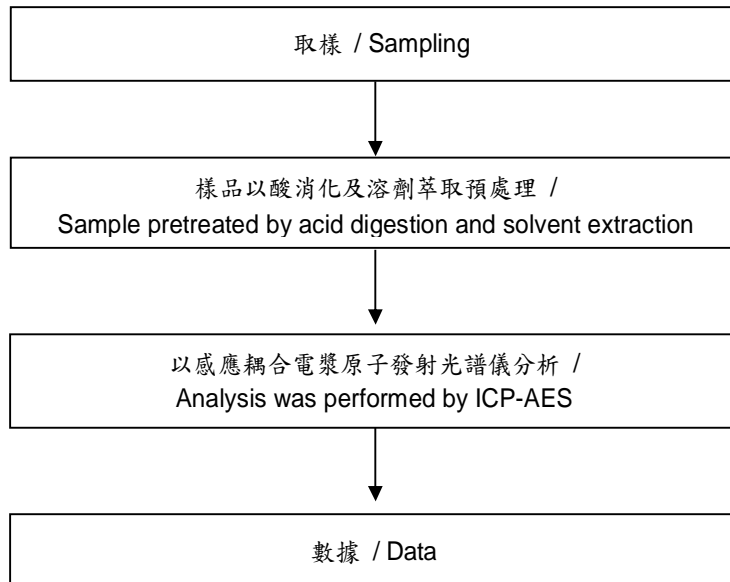 取樣 / Sampling
樣品以酸消化及溶劑萃取預處理 /
Sample pretreated by acid digestion and solvent extraction
以感應耦合電漿原子發射光譜儀分析 /
Analysis was performed by ICP-AES
數據 / Data